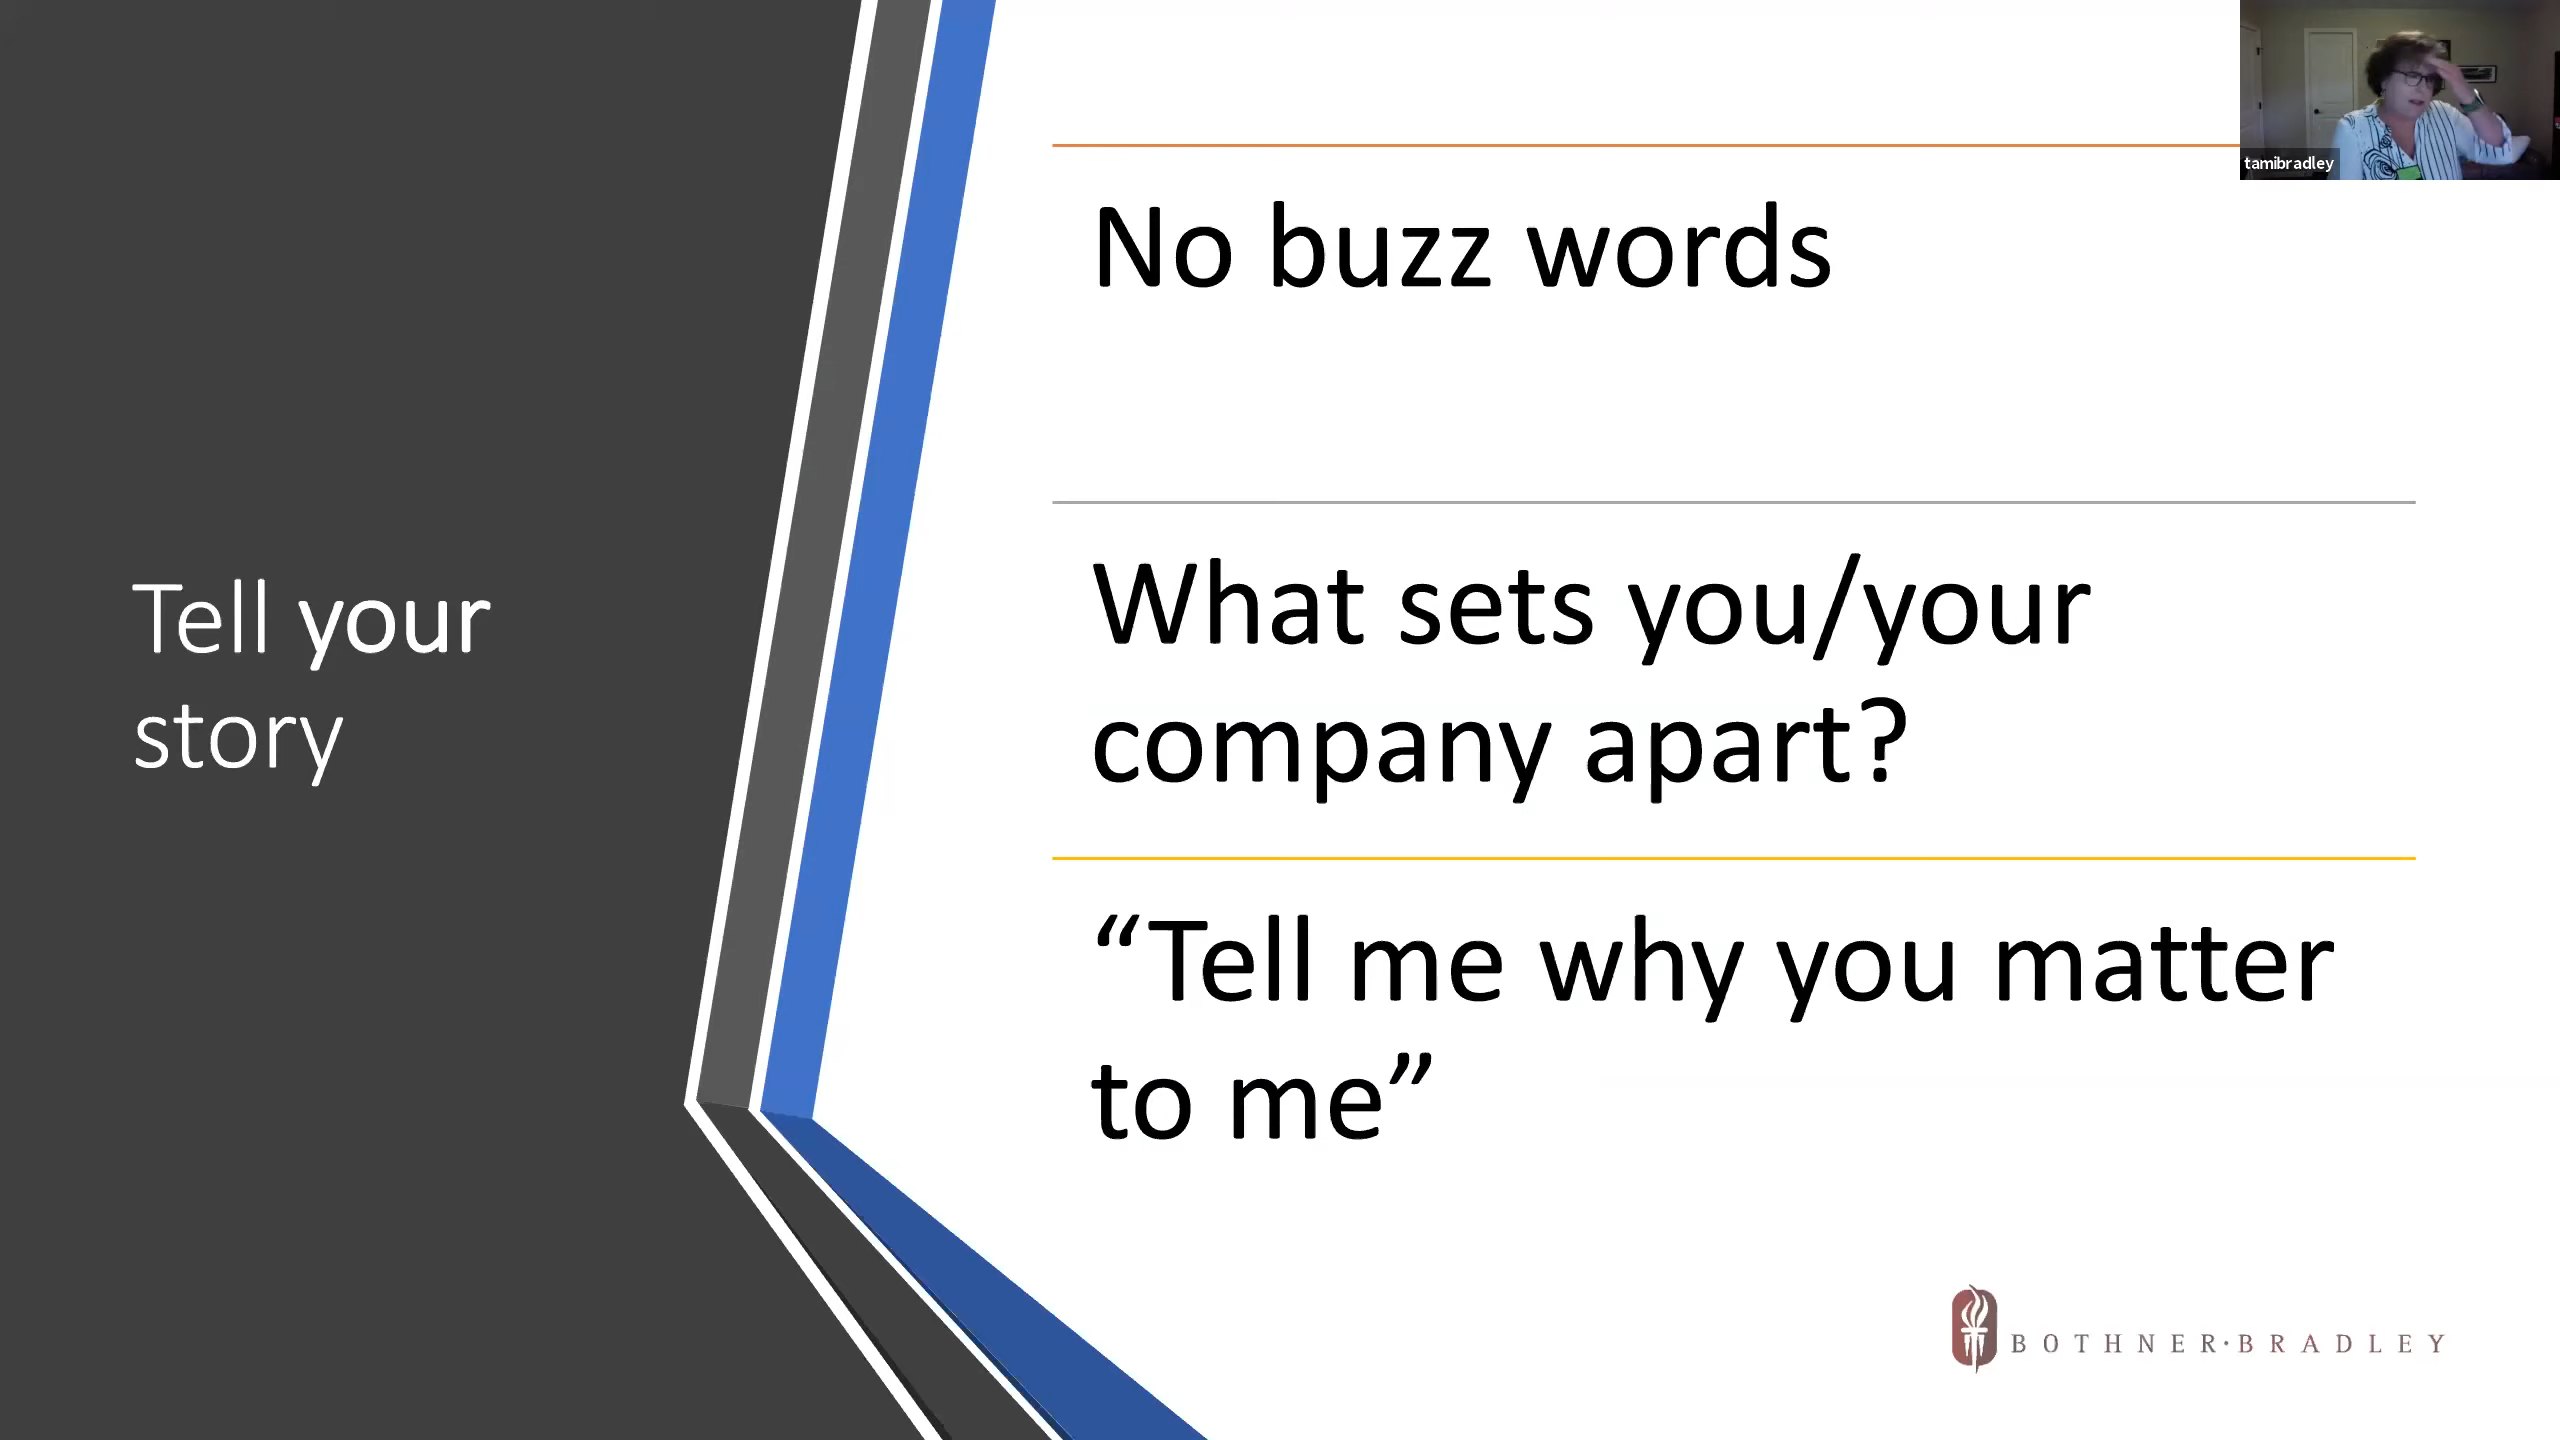 tamibradley
Tell your
story
No buzz words
What sets you/your
company apart?
“Tell me why you matter
to me”
BOTHNER·BRADLEY